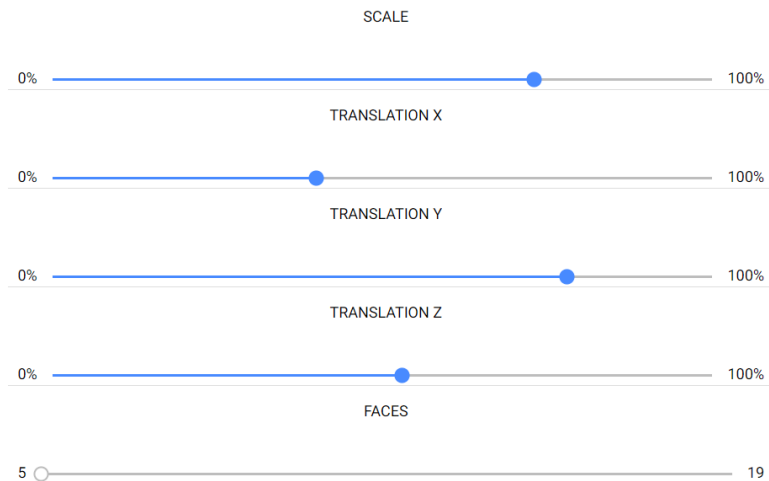 SCALE
0% 100%
TRANSLATION X
0% 100%
TRANSLATION Y
0% 100%
TRANSLATION Z
0% 100%
FACES
5 19